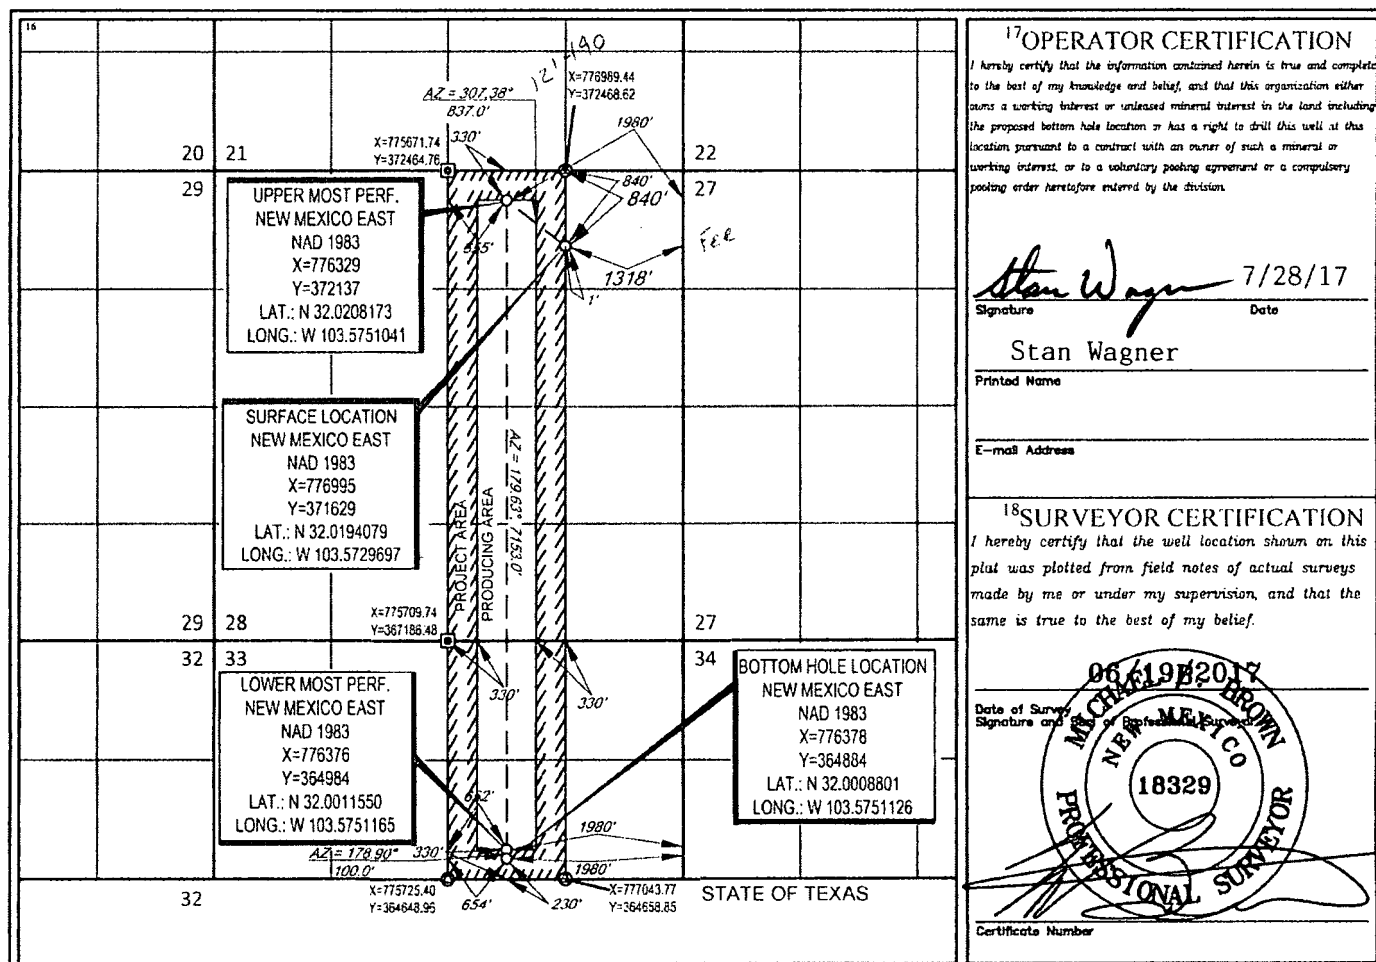 16
12'-190
X=776989.44
Y=372468.62
AZ = 307.38°
837.0'
330'
1980'
X=775671.74
Y=372464.76
20 21
22
29
27
840'
840'
UPPER MOST PERF.
NEW MEXICO EAST
NAD 1983
X=776329
Y=372137
LAT.: N 32.0208173
LONG.: W 103.5751041
Fee
1318'
1'
SURFACE LOCATION
NEW MEXICO EAST
NAD 1983
X=776995
Y=371629
LAT.: N 32.0194079
LONG.: W 103.5729697
AZ = 179.63° 7153.0'
PROJECT AREA
PRODUCING AREA
X=775709.74
Y=367186.48
29 28
27
32 33
34
330'
330'
LOWER MOST PERF.
NEW MEXICO EAST
NAD 1983
X=776376
Y=364984
LAT.: N 32.0011550
LONG.: W 103.5751165
BOTTOM HOLE LOCATION
NEW MEXICO EAST
NAD 1983
X=776378
Y=364884
LAT.: N 32.0008801
LONG.: W 103.5751126
652'
1980'
AZ = 178.90°
100.0'
330'
1980'
X=775725.40
Y=364648.96
654'
230'
X=777043.77
Y=364658.85
STATE OF TEXAS
32
17 OPERATOR CERTIFICATION
I hereby certify that the information contained herein is true and complete
to the best of my knowledge and belief, and that this organization either
owns a working interest or unleased mineral interest in the land including
the proposed bottom hole location or has a right to drill this well at this
location pursuant to a contract with an owner of such a mineral or
working interest, or to a voluntary pooling agreement or a compulsory
pooling order heretofore entered by the division.
Stan Wagner 7/28/17
Signature Date
Stan Wagner
Printed Name
E-mail Address
18 SURVEYOR CERTIFICATION
I hereby certify that the well location shown on this
plat was plotted from field notes of actual surveys
made by me or under my supervision, and that the
same is true to the best of my belief.
06/19/2017
Date of Survey
Signature and Seal of Professional Surveyor
MICHAEL B. BROWN
NEW MEXICO
18329
PROFESSIONAL SURVEYOR
Certificate Number